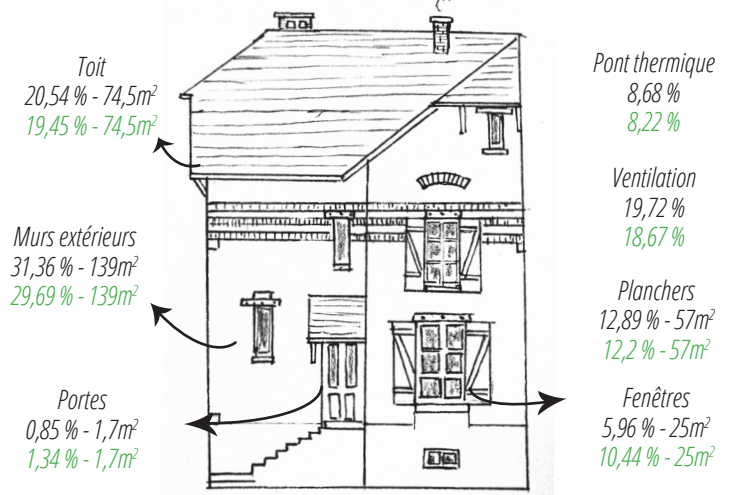 Toit
20,54 % - 74,5m²
19,45 % - 74,5m²
Murs extérieurs
31,36 % - 139m²
29,69 % - 139m²
Portes
0,85 % - 1,7m²
1,34 % - 1,7m²
Pont thermique
8,68 %
8,22 %
Ventilation
19,72 %
18,67 %
Planchers
12,89 % - 57m²
12,2 % - 57m²
Fenêtres
5,96 % - 25m²
10,44 % - 25m²